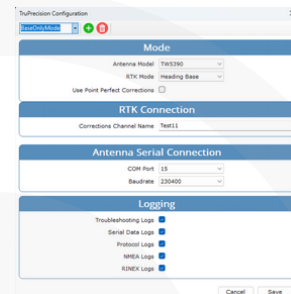 TruPrecision Configuration
BaseOnlyMode
Mode
Antenna Model TW5390
RTK Mode Heading Base
Use Point Perfect Corrections
RTK Connection
Corrections Channel Name Test11
Antenna Serial Connection
COM Port 15
Baudrate 230400
Logging
Troubleshooting Logs
Serial Data Logs
Protocol Logs
NMEA Logs
RINEX Logs
Cancel Save